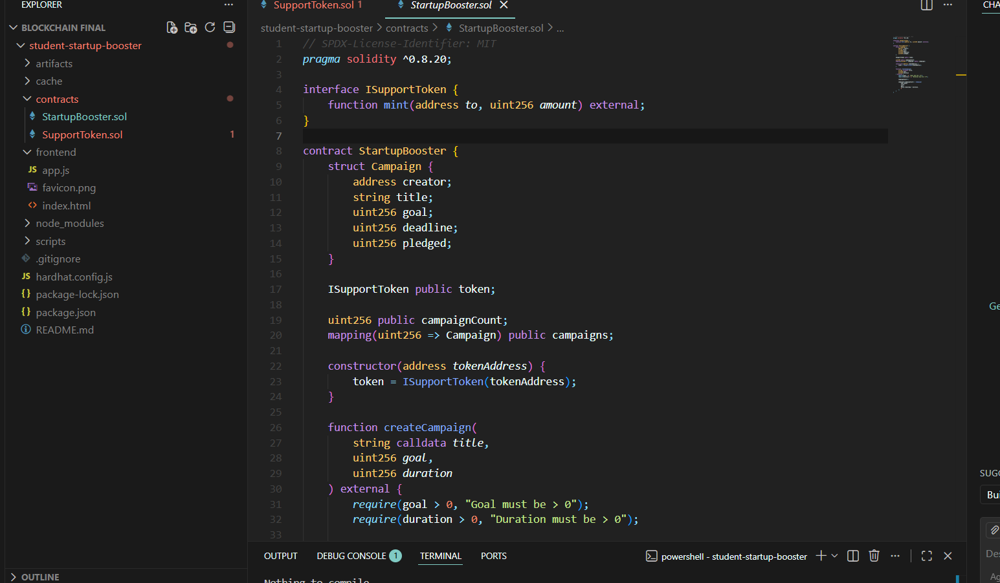 EXPLORER
BLOCKCHAIN FINAL
student-startup-booster
artifacts
cache
contracts
StartupBooster.sol
SupportToken.sol 1
frontend
JS app.js
favicon.png
<> index.html
node_modules
scripts
.gitignore
JS hardhat.config.js
{} package-lock.json
{} package.json
README.md
OUTLINE
SupportToken.sol 1
StartupBooster.sol
student-startup-booster > contracts > StartupBooster.sol > ...
1 // SPDX-License-Identifier: MIT
2 pragma solidity ^0.8.20;
3
4 interface ISupportToken {
5     function mint(address to, uint256 amount) external;
6 }
7
8 contract StartupBooster {
9     struct Campaign {
10         address creator;
11         string title;
12         uint256 goal;
13         uint256 deadline;
14         uint256 pledged;
15     }
16
17     ISupportToken public token;
18
19     uint256 public campaignCount;
20     mapping(uint256 => Campaign) public campaigns;
21
22     constructor(address tokenAddress) {
23         token = ISupportToken(tokenAddress);
24     }
25
26     function createCampaign(
27         string calldata title,
28         uint256 goal,
29         uint256 duration
30     ) external {
31         require(goal > 0, "Goal must be > 0");
32         require(duration > 0, "Duration must be > 0");
33
OUTPUT DEBUG CONSOLE 1 TERMINAL PORTS powershell - student-startup-booster
Nothing to compile
CHA
Ge
SUGG
Bui
Des
Ag